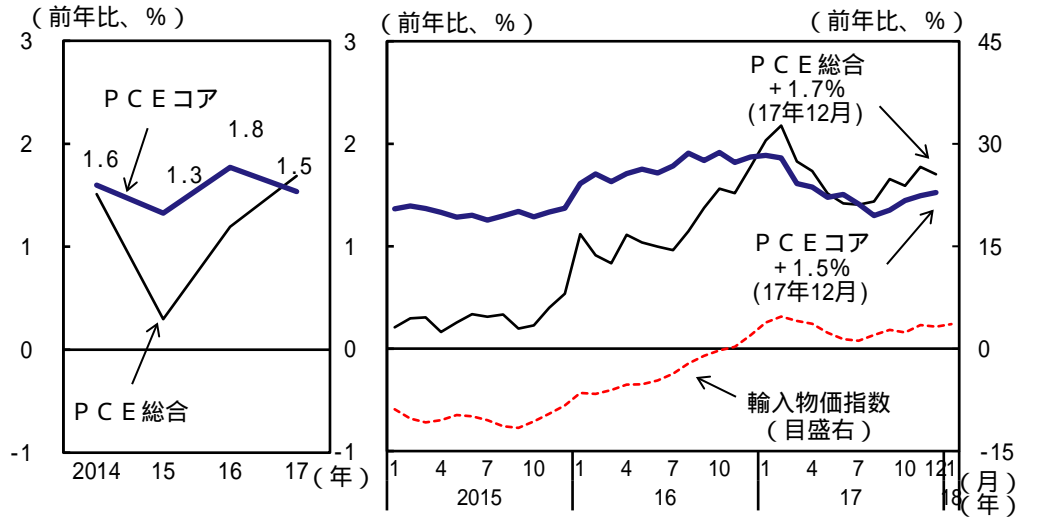 （前年比、％）
3
2
1
0
-1
ＰＣＥコア
1.6
1.3
1.8
1.5
ＰＣＥ総合
2014 15 16 17（年）
（前年比、％）
（前年比、％）
3
2
1
0
-1
45
30
15
0
-15
ＰＣＥ総合
+1.7%
(17年12月)
ＰＣＥコア
+1.5%
(17年12月)
輸入物価指数
（目盛右）
1 4 7 10 1 4 7 10 1 4 7 10 12 1（月）
2015 16 17 18（年）